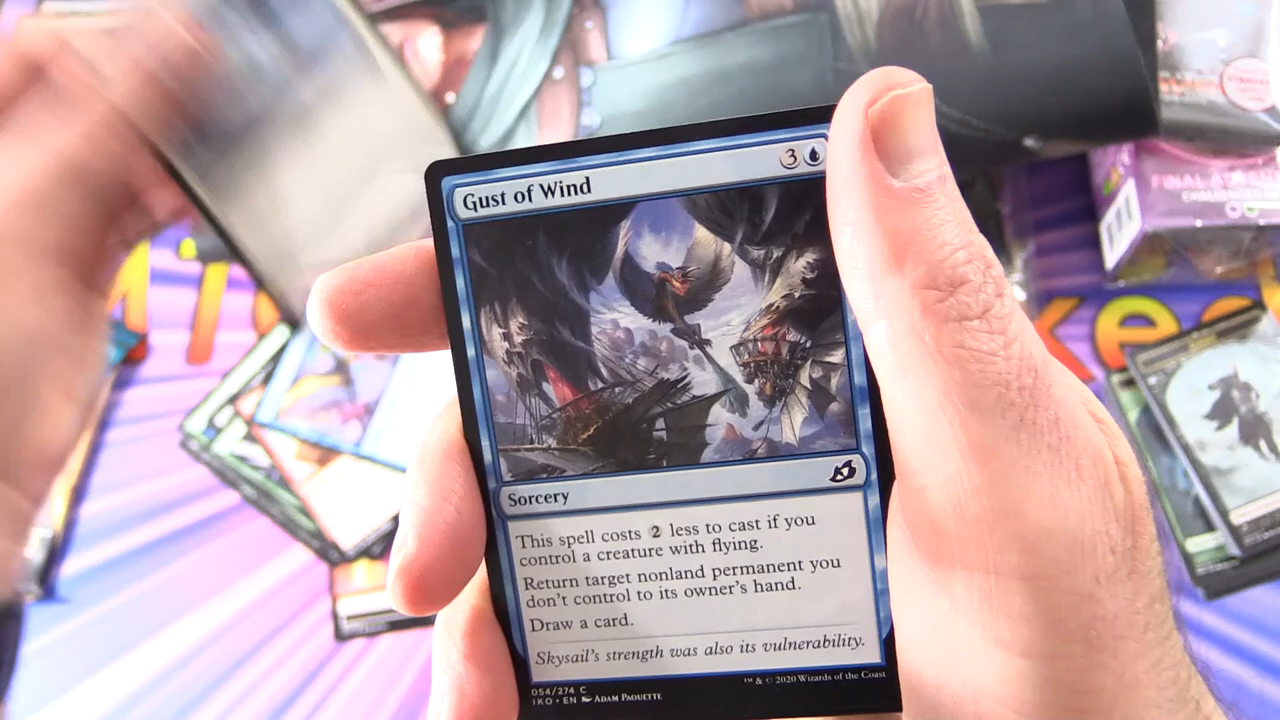 Gust of Wind
3
Sorcery
This spell costs 2 less to cast if you
control a creature with flying.
Return target nonland permanent you
don't control to its owner's hand.
Draw a card.
Skysail's strength was also its vulnerability.
054/274 C
IKO • EN ADAM PAQUETTE
™ & © 2020 Wizards of the Coast
FINAL
ke